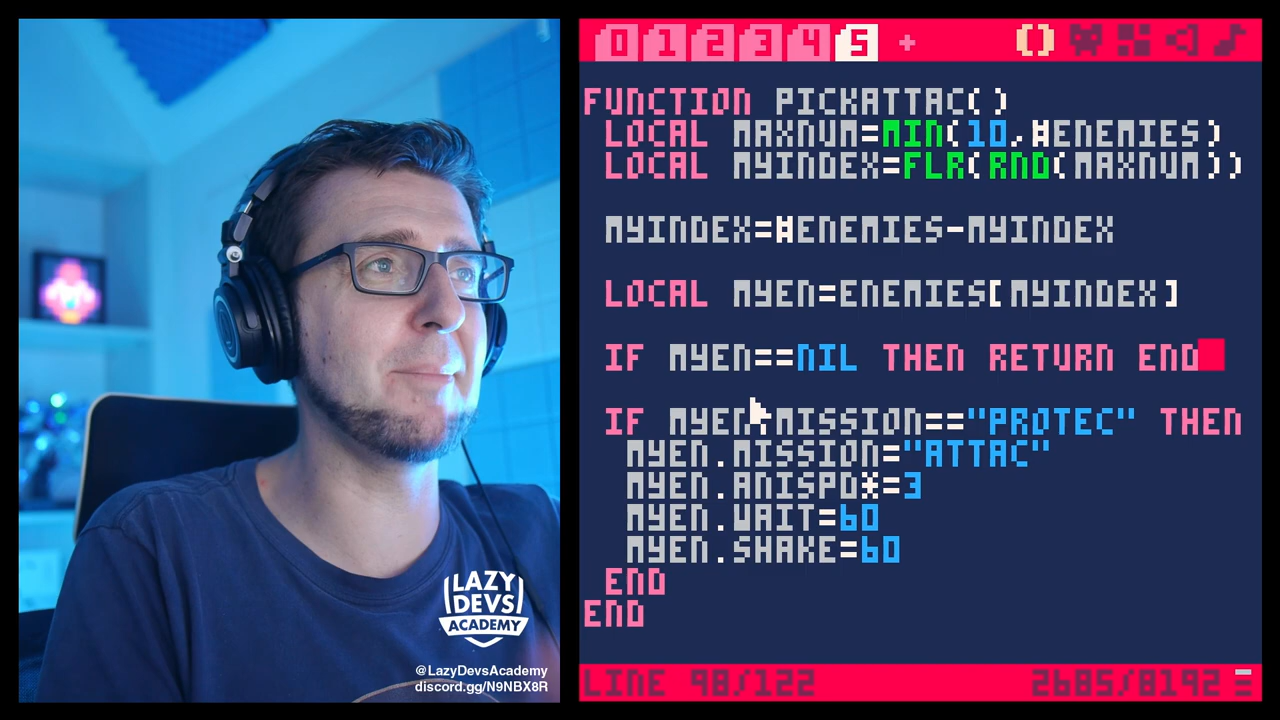 0 1 2 3 4 5 + ()
FUNCTION PICKATTAC()
LOCAL MAXNUM=MIN(10,#ENEMIES)
LOCAL MYINDEX=FLR(RND(MAXNUM))
MYINDEX=#ENEMIES-MYINDEX
LOCAL MYEN=ENEMIES[MYINDEX]
IF MYEN==NIL THEN RETURN END
IF MYEN.MISSION=="PROTEC" THEN
MYEN.MISSION="ATTAC"
MYEN.ANISPD*=3
MYEN.WAIT=60
MYEN.SHAKE=60
END
END
LINE 98/122 2685/8192
LAZY
DEVS
ACADEMY
@LazyDevsAcademy
discord.gg/N9NBX8R